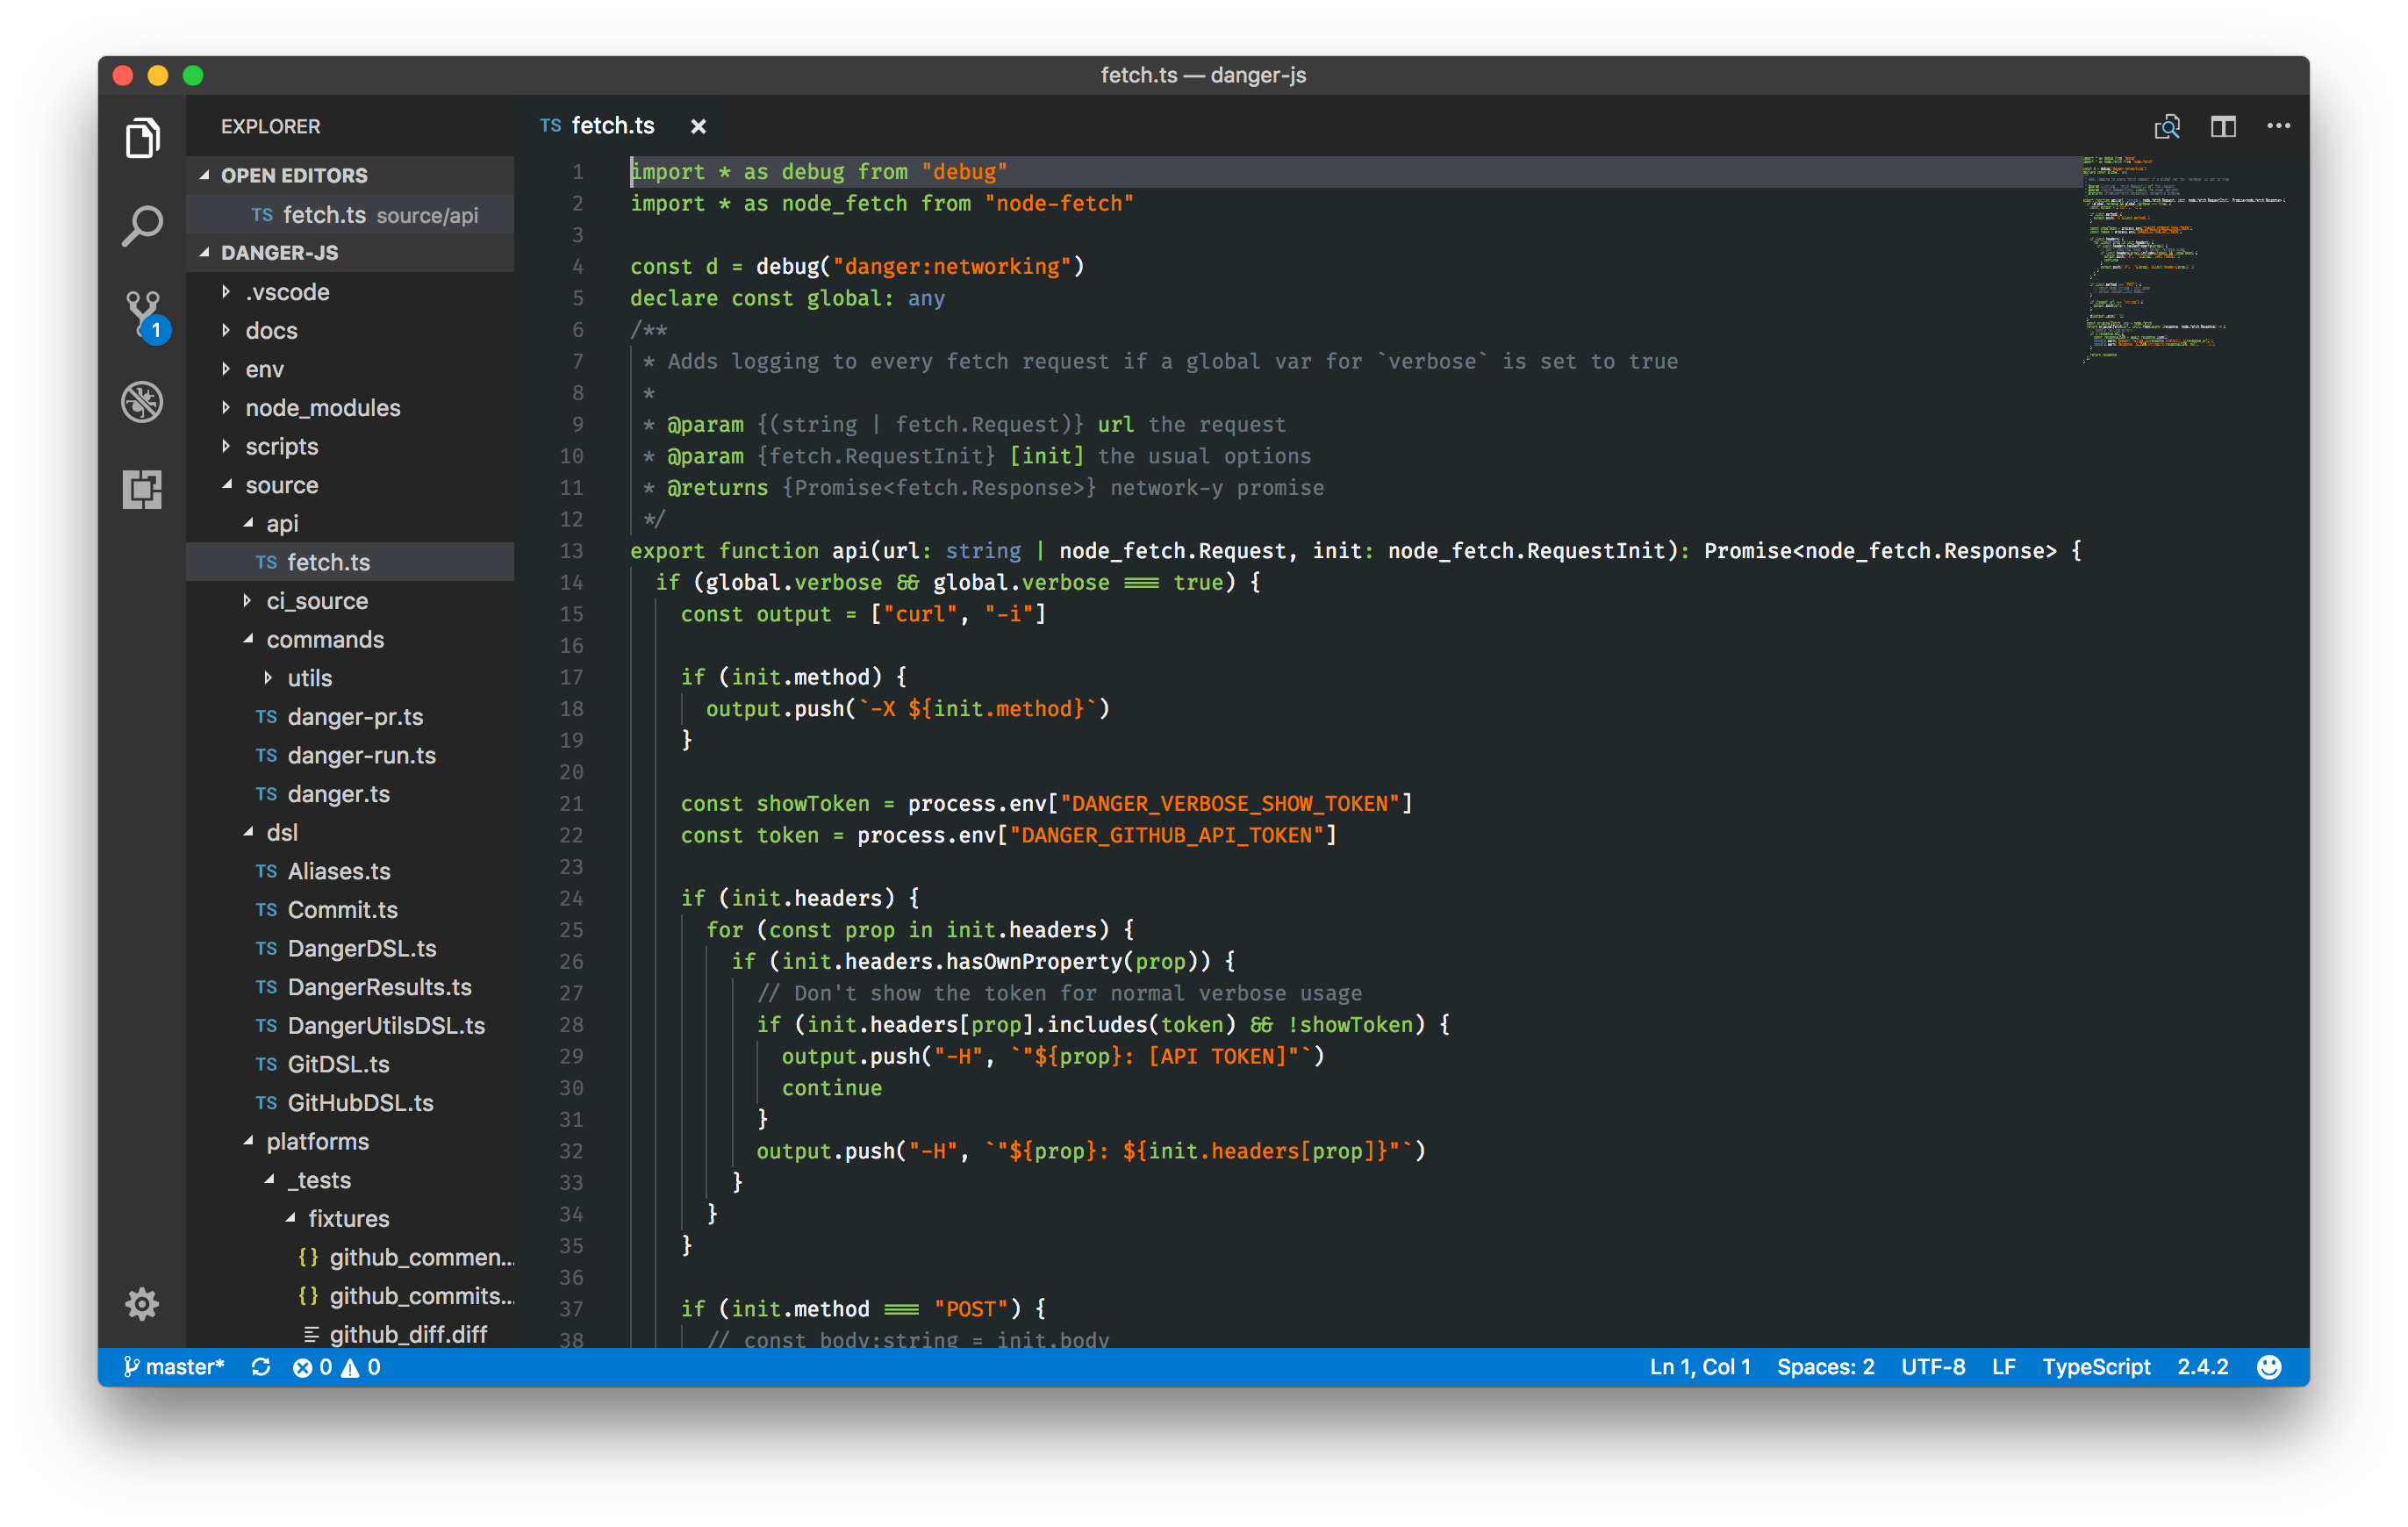 fetch.ts — danger-js
EXPLORER
OPEN EDITORS
TS fetch.ts source/api
DANGER-JS
.vscode
docs
env
node_modules
scripts
source
api
TS fetch.ts
ci_source
commands
utils
TS danger-pr.ts
TS danger-run.ts
TS danger.ts
dsl
TS Aliases.ts
TS Commit.ts
TS DangerDSL.ts
TS DangerResults.ts
TS DangerUtilsDSL.ts
TS GitDSL.ts
TS GitHubDSL.ts
platforms
_tests
fixtures
{} github_commen...
{} github_commits...
github_diff.diff
1
TS fetch.ts ×
1 import * as debug from "debug"
2 import * as node_fetch from "node-fetch"
3
4 const d = debug("danger:networking")
5 declare const global: any
6 /**
7 * Adds logging to every fetch request if a global var for `verbose` is set to true
8 *
9 * @param {(string | fetch.Request)} url the request
10 * @param {fetch.RequestInit} [init] the usual options
11 * @returns {Promise<fetch.Response>} network-y promise
12 */
13 export function api(url: string | node_fetch.Request, init: node_fetch.RequestInit): Promise<node_fetch.Response> {
14 if (global.verbose && global.verbose === true) {
15 const output = ["curl", "-i"]
16
17 if (init.method) {
18 output.push(`-X ${init.method}`)
19 }
20
21 const showToken = process.env["DANGER_VERBOSE_SHOW_TOKEN"]
22 const token = process.env["DANGER_GITHUB_API_TOKEN"]
23
24 if (init.headers) {
25 for (const prop in init.headers) {
26 if (init.headers.hasOwnProperty(prop)) {
27 // Don't show the token for normal verbose usage
28 if (init.headers[prop].includes(token) && !showToken) {
29 output.push("-H", `"${prop}: [API TOKEN]"`)
30 continue
31 }
32 output.push("-H", `"${prop}: ${init.headers[prop]}"`)
33 }
34 }
35 }
36
37 if (init.method === "POST") {
38 // const body:string = init.body
master* 0 0
Ln 1, Col 1 Spaces: 2 UTF-8 LF TypeScript 2.4.2